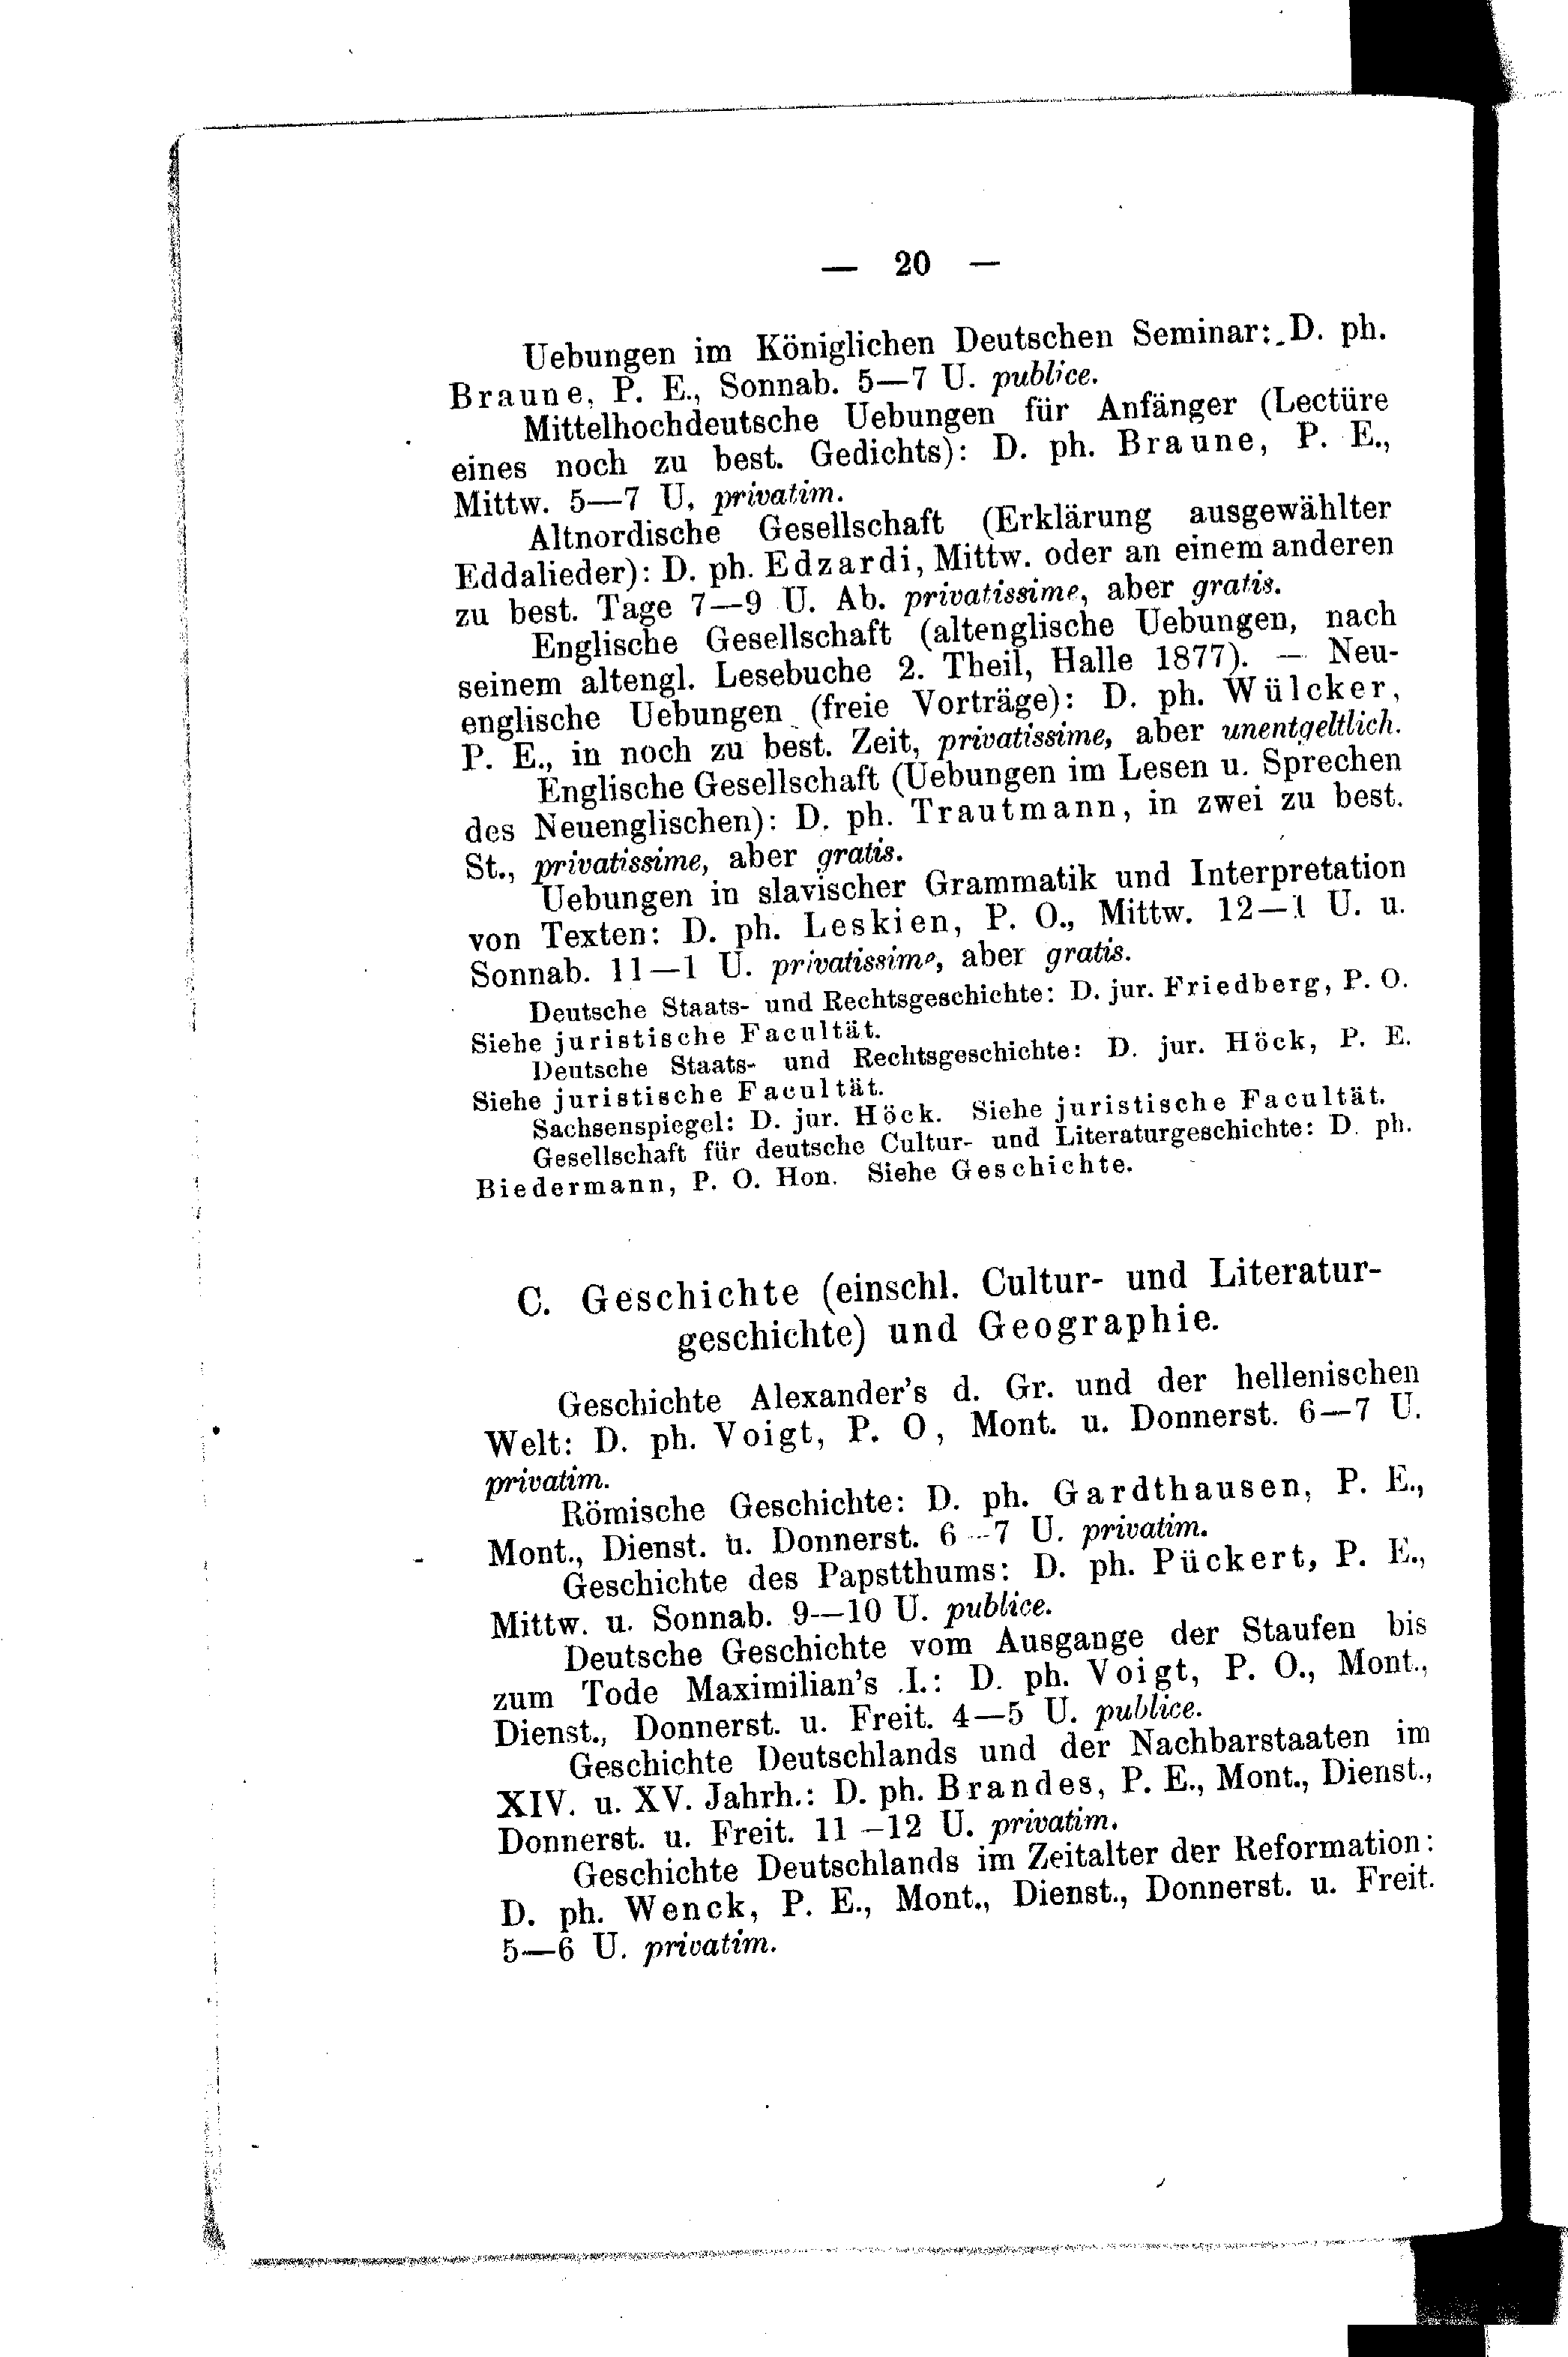 — 20 —
Uebungen im Königlichen Deutschen Seminar: D. ph.
Braune, P. E., Sonnab. 5—7 U. publice.
Mittelhochdeutsche Uebungen für Anfänger (Lectüre
eines noch zu best. Gedichts): D. ph. Braune, P. E.,
Mittw. 5—7 U. privatim.
Altnordische Gesellschaft (Erklärung ausgewählter
Eddalieder): D. ph. Edzardi, Mittw. oder an einem anderen
zu best. Tage 7—9 U. Ab. privatissime, aber gratis.
Englische Gesellschaft (altenglische Uebungen, nach
seinem altengl. Lesebuche 2. Theil, Halle 1877). — Neu-
englische Uebungen (freie Vorträge): D. ph. Wülcker,
P. E., in noch zu best. Zeit, privatissime, aber unentgeltlich.
Englische Gesellschaft (Uebungen im Lesen u. Sprechen
des Neuenglischen): D. ph. Trautmann, in zwei zu best.
St., privatissime, aber gratis.
Uebungen in slavischer Grammatik und Interpretation
von Texten: D. ph. Leskien, P. O., Mittw. 12—1 U. u.
Sonnab. 11—1 U. privatissime, aber gratis.
Deutsche Staats- und Rechtsgeschichte: D. jur. Friedberg, P. O.
Siehe juristische Facultät.
Deutsche Staats- und Rechtsgeschichte: D. jur. Höck, P. E.
Siehe juristische Facultät.
Sachsenspiegel: D. jur. Höck. Siehe juristische Facultät.
Gesellschaft für deutsche Cultur- und Literaturgeschichte: D. ph.
Biedermann, P. O. Hon. Siehe Geschichte.
C. Geschichte (einschl. Cultur- und Literatur-
geschichte) und Geographie.
Geschichte Alexander's d. Gr. und der hellenischen
Welt: D. ph. Voigt, P. O, Mont. u. Donnerst. 6—7 U.
privatim.
Römische Geschichte: D. ph. Gardthausen, P. E.,
Mont., Dienst. u. Donnerst. 6—7 U. privatim.
Geschichte des Papstthums: D. ph. Pückert, P. E.,
Mittw. u. Sonnab. 9—10 U. publice.
Deutsche Geschichte vom Ausgange der Staufen bis
zum Tode Maximilian's I.: D. ph. Voigt, P. O., Mont.,
Dienst., Donnerst. u. Freit. 4—5 U. publice.
Geschichte Deutschlands und der Nachbarstaaten im
XIV. u. XV. Jahrh.: D. ph. Brandes, P. E., Mont., Dienst.,
Donnerst. u. Freit. 11—12 U. privatim.
Geschichte Deutschlands im Zeitalter der Reformation:
D. ph. Wenck, P. E., Mont., Dienst., Donnerst. u. Freit.
5—6 U. privatim.